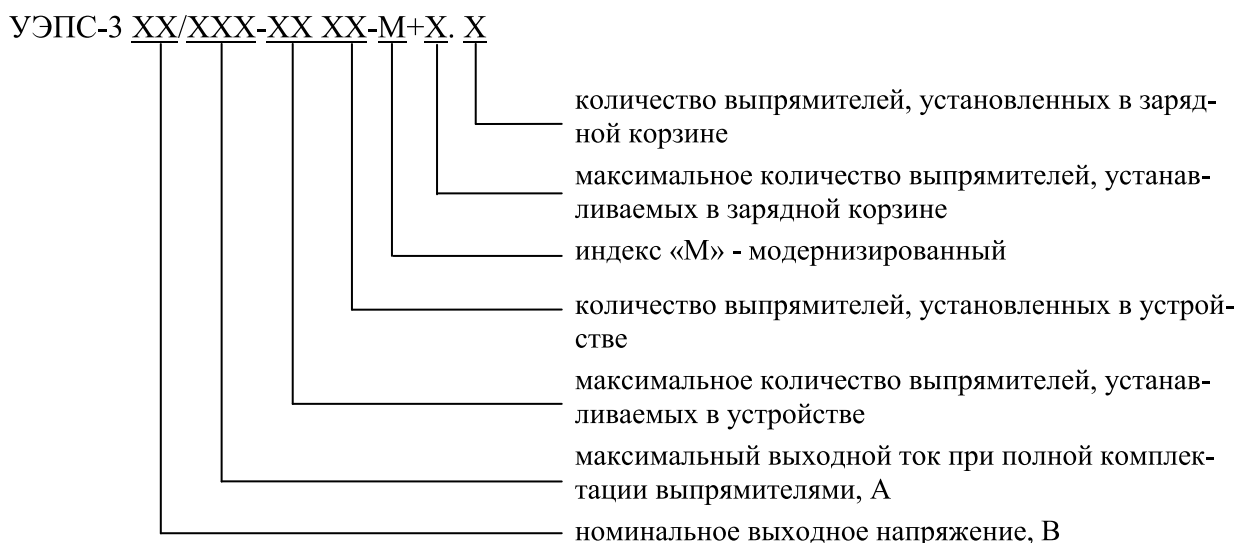 УЭПС-3 ХХ/ХХХ-ХХ ХХ-М+Х. Х
количество выпрямителей, установленных в заряд-
ной корзине
максимальное количество выпрямителей, устанав-
ливаемых в зарядной корзине
индекс «М» - модернизированный
количество выпрямителей, установленных в устрой-
стве
максимальное количество выпрямителей, устанав-
ливаемых в устройстве
максимальный выходной ток при полной комплек-
тации выпрямителями, А
номинальное выходное напряжение, В